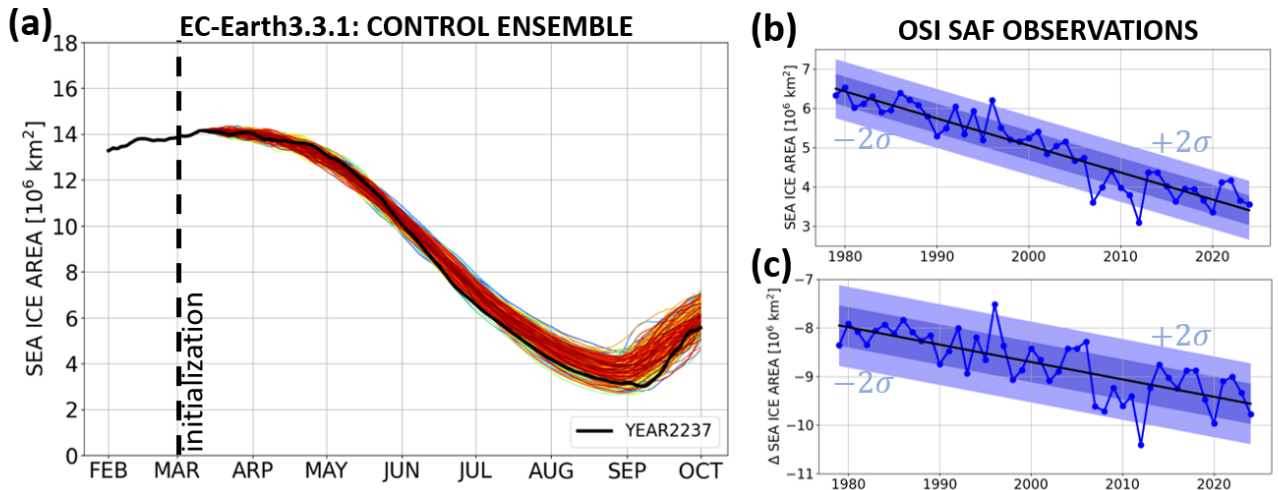 (a)
EC-Earth3.3.1: CONTROL ENSEMBLE
SEA ICE AREA [10⁶ km²]
18
16
14
12
10
8
6
4
2
0
initialization
YEAR2237
FEB MAR ARP MAY JUN JUL AUG SEP OCT
(b)
OSI SAF OBSERVATIONS
SEA ICE AREA [10⁶ km²]
7
6
5
4
3
−2σ
+2σ
1980 1990 2000 2010 2020
(c)
Δ SEA ICE AREA [10⁶ km²]
−7
−8
−9
−10
−11
+2σ
−2σ
1980 1990 2000 2010 2020